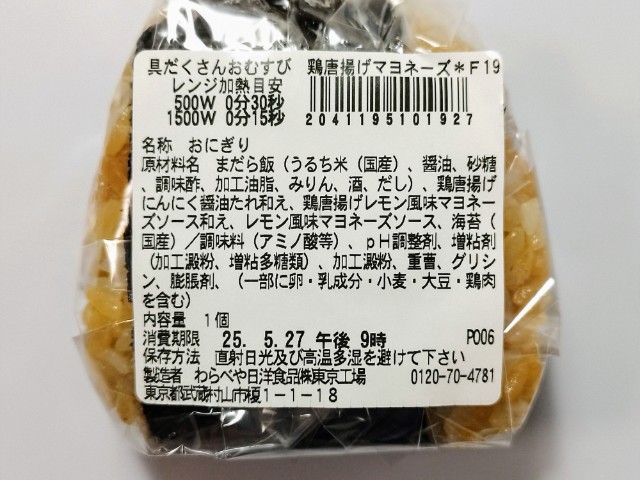 具だくさんおむすび　鶏唐揚げマヨネーズ＊F19
レンジ加熱目安
500W 0分30秒
1500W 0分15秒
2041195101927
名称　おにぎり
原材料名　まだら飯（うるち米（国産）、醤油、砂糖
、調味酢、加工油脂、みりん、酒、だし）、鶏唐揚げ
にんにく醤油たれ和え、鶏唐揚げレモン風味マヨネー
ズソース和え、レモン風味マヨネーズソース、海苔（
国産）／調味料（アミノ酸等）、pH調整剤、増粘剤
（加工澱粉、増粘多糖類）、加工澱粉、重曹、グリシ
ン、膨脹剤、（一部に卵・乳成分・小麦・大豆・鶏肉
を含む）
内容量　1個
消費期限　25. 5.27 午後 9時　P006
保存方法　直射日光及び高温多湿を避けて下さい
製造者　わらべや日洋食品㈱東京工場　0120-70-4781
東京都武蔵村山市榎1－1－18